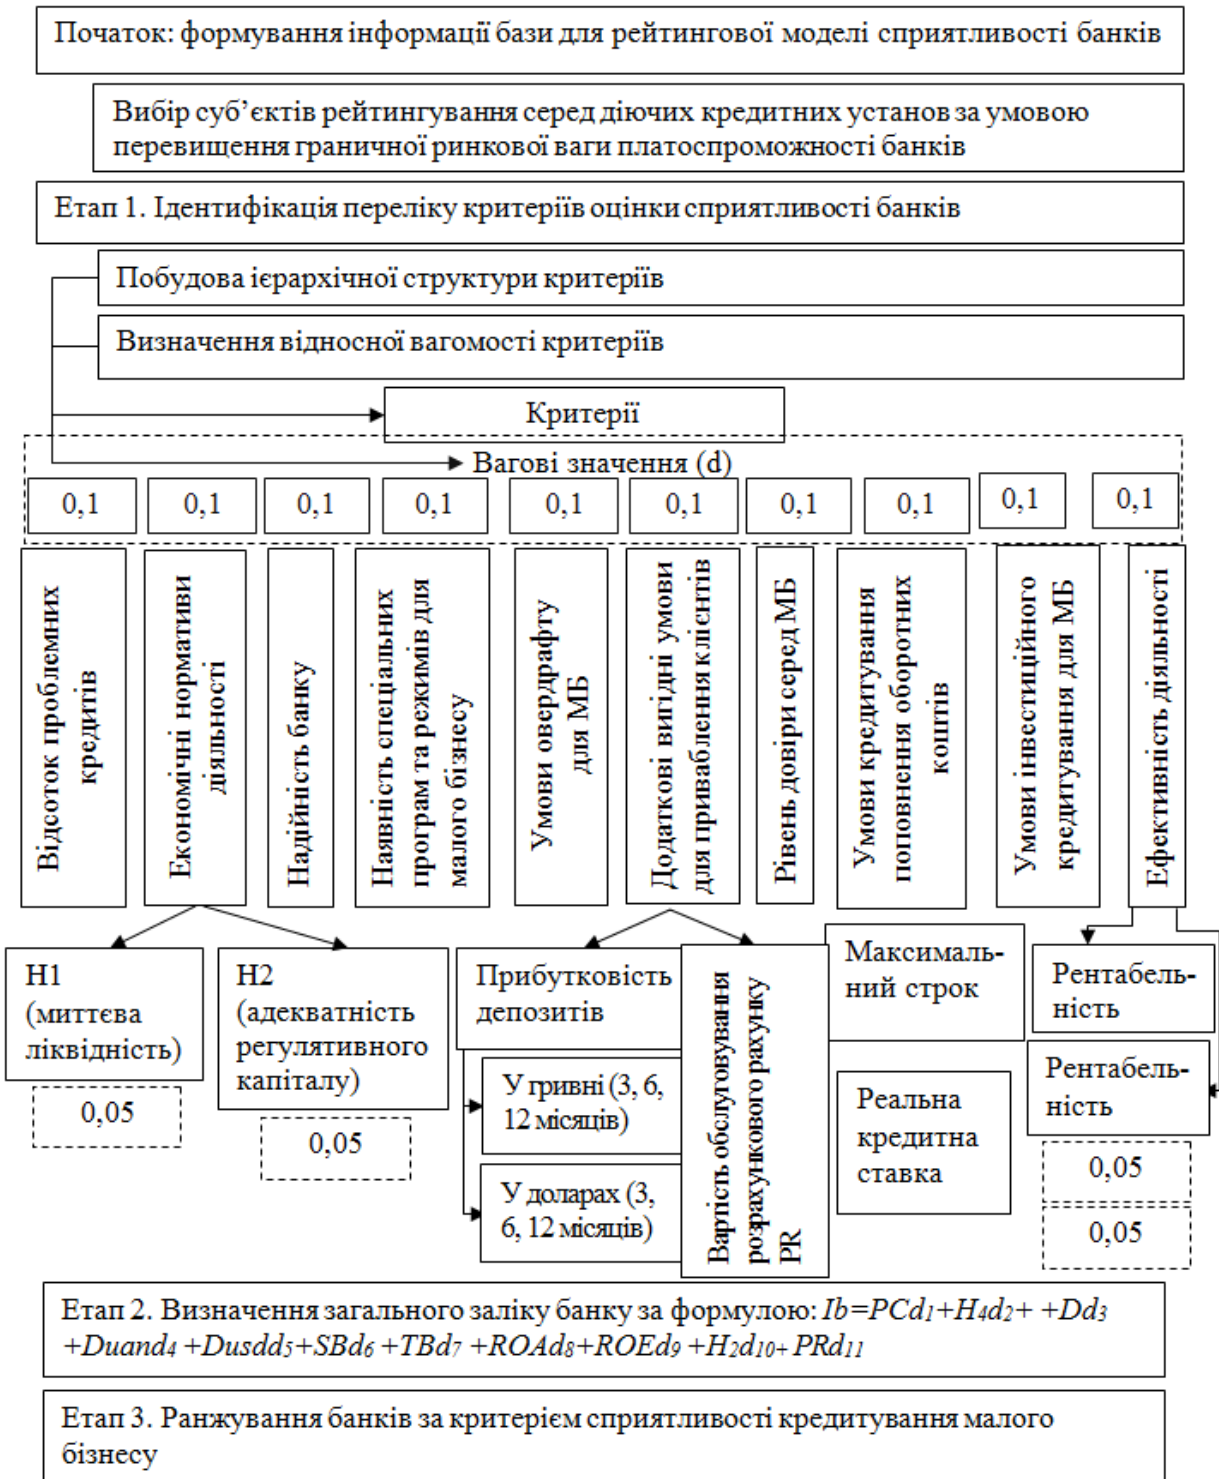 Початок: формування інформації бази для рейтингової моделі сприятливості банків
Вибір суб’єктів рейтингування серед діючих кредитних установ за умовою
перевищення граничної ринкової ваги платоспроможності банків
Етап 1. Ідентифікація переліку критеріїв оцінки сприятливості банків
Побудова ієрархічної структури критеріїв
Визначення відносної вагомості критеріїв
Критерії
Вагові значення (d)
0,1
0,1
0,1
0,1
0,1
0,1
0,1
0,1
0,1
0,1
Відсоток проблемних
кредитів
Економічні нормативи
діяльності
Надійність банку
Наявність спеціальних
програм та режимів для
малого бізнесу
Умови овердрафту
для МБ
Додаткові вигідні умови
для приваблення клієнтів
Рівень довіри серед МБ
Умови кредитування
поповнення оборотних
коштів
Умови інвестиційного
кредитування для МБ
Ефективність діяльності
Н1
(миттєва
ліквідність)
0,05
Н2
(адекватність
регулятивного
капіталу)
0,05
Прибутковість
депозитів
У гривні (3, 6,
12 місяців)
У доларах (3,
6, 12 місяців)
Вартість обслуговування
розрахункового рахунку
PR
Максималь-
ний строк
Реальна
кредитна
ставка
Рентабель-
ність
Рентабель-
ність
0,05
0,05
Етап 2. Визначення загального заліку банку за формулою: Ib=PCd1+H4d2+ +Dd3
+Duand4 +Dusdd5+SBd6 +TBd7 +ROAd8+ROEd9 +H2d10+ PRd11
Етап 3. Ранжування банків за критерієм сприятливості кредитування малого
бізнесу